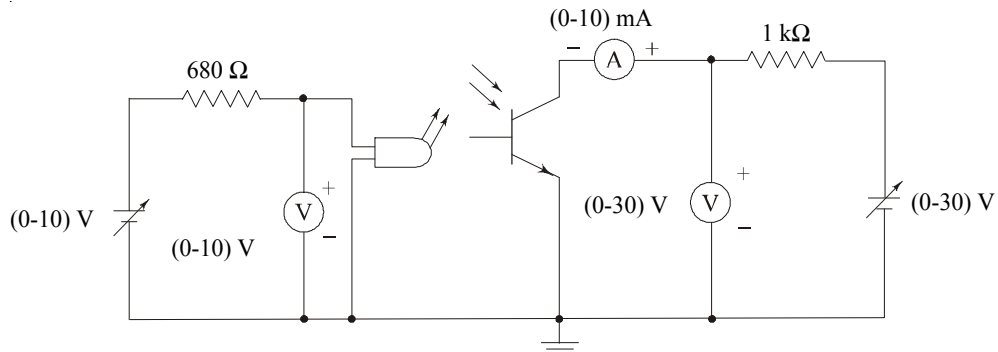 (0-10) mA
1 kΩ
680 Ω
− A +
(0-10) V
(0-10) V
V
+
−
(0-30) V
V
+
−
(0-30) V